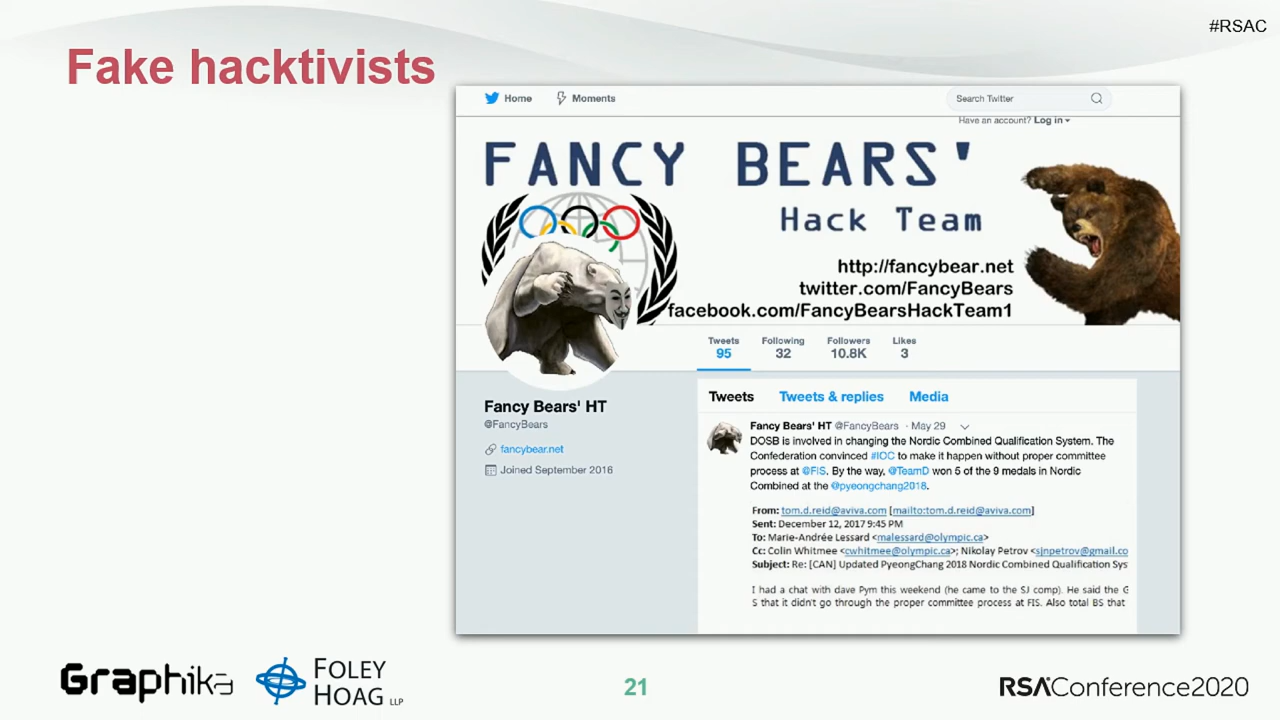 #RSAC
Fake hacktivists
Home
Moments
Search Twitter
Have an account? Log in
FANCY BEARS'
Hack Team
http://fancybear.net
twitter.com/FancyBears
facebook.com/FancyBearsHackTeam1
Tweets Following Followers Likes
95 32 10.8K 3
Fancy Bears' HT
@FancyBears
fancybear.net
Joined September 2016
Tweets Tweets & replies Media
Fancy Bears' HT @FancyBears · May 29
DOSB is involved in changing the Nordic Combined Qualification System. The
Confederation convinced #IOC to make it happen without proper committee
process at @FIS. By the way, @TeamD won 5 of the 9 medals in Nordic
Combined at the @pyeongchang2018.
From: tom.d.reid@aviva.com [mailto:tom.d.reid@aviva.com]
Sent: December 12, 2017 9:45 PM
To: Marie-Andrée Lessard <malessard@olympic.ca>
Cc: Colin Whitmee <cwhitmee@olympic.ca>; Nikolay Petrov <sjnpetrov@gmail.co
Subject: Re: [CAN] Updated PyeongChang 2018 Nordic Combined Qualification Sys
I had a chat with dave Pym this weekend (he came to the SJ comp). He said the G
S that it didn't go through the proper committee process at FIS. Also total BS that
Graphika
FOLEY
HOAG LLP
21
RSAConference2020